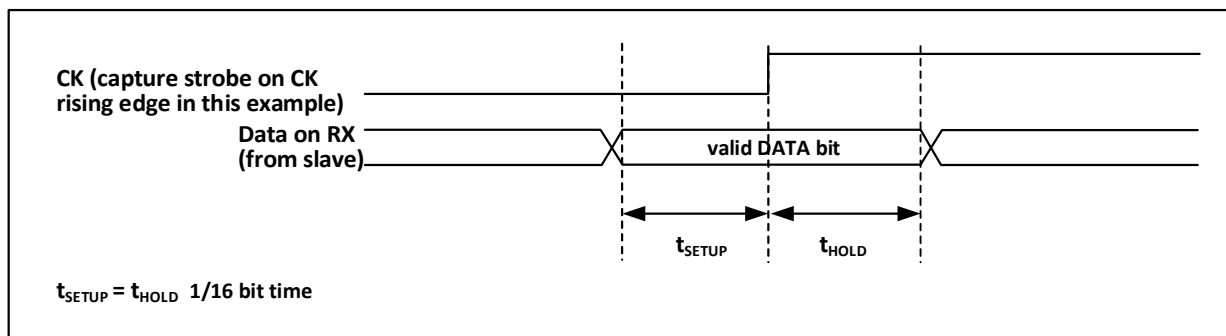 CK (capture strobe on CK
rising edge in this example)
Data on RX
(from slave)
valid DATA bit
tSETUP
tHOLD
tSETUP = tHOLD 1/16 bit time